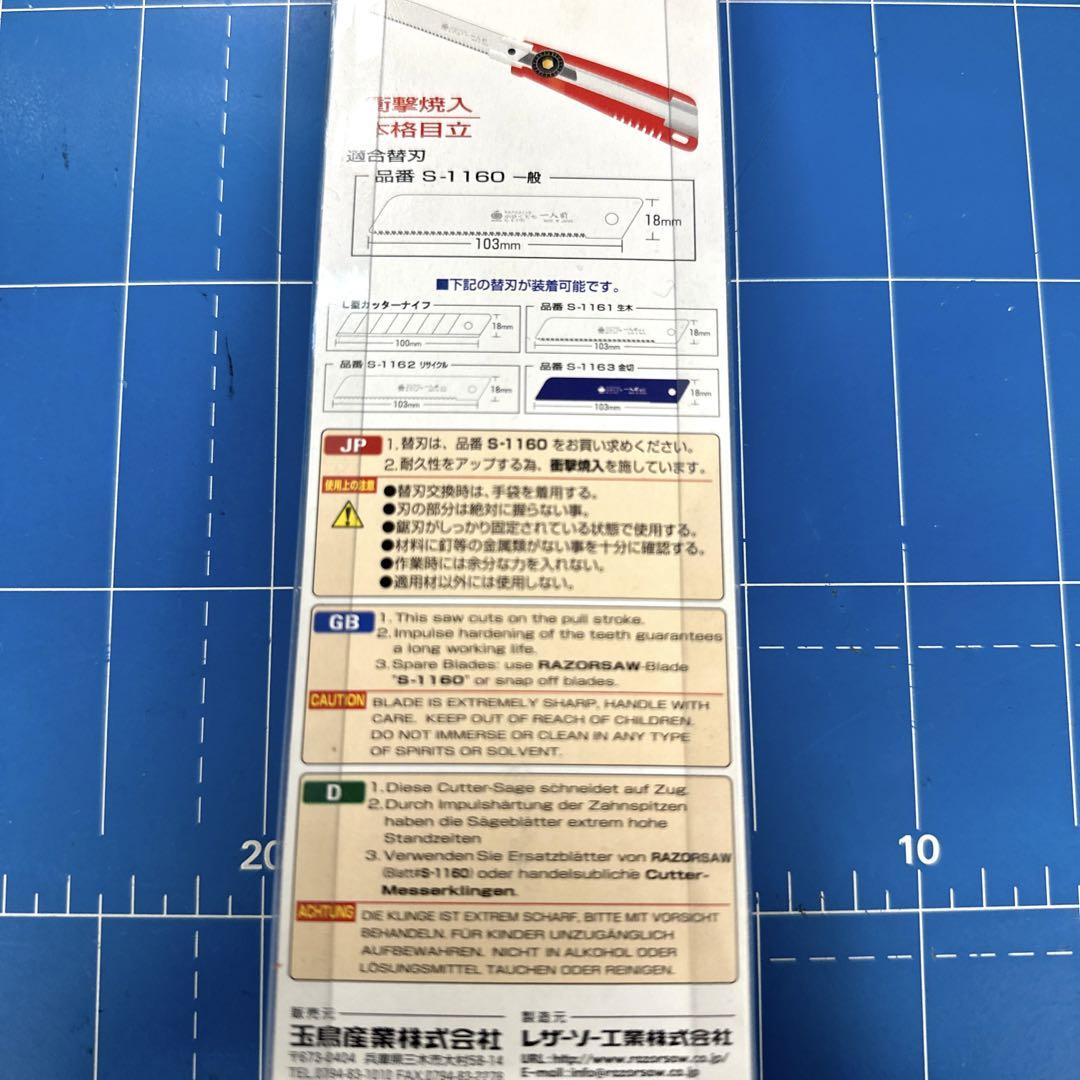 衝撃焼入
本格目立
適合替刃
品番 S-1160 一般
一人前
18mm
103mm
■下記の替刃が装着可能です。
L型カッターナイフ
18mm
100mm
品番 S-1161 生木
18mm
103mm
品番 S-1162 リサイクル
18mm
103mm
品番 S-1163 金切
18mm
103mm
JP
1.替刃は、品番 S-1160 をお買い求めください。
2.耐久性をアップする為、衝撃焼入を施しています。
使用上の注意
●替刃交換時は、手袋を着用する。
●刃の部分は絶対に握らない事。
●鋸刃がしっかり固定されている状態で使用する。
●材料に釘等の金属類がない事を十分に確認する。
●作業時には余分な力を入れない。
●適用材以外には使用しない。
GB
1. This saw cuts on the pull stroke.
2. Impulse hardening of the teeth guarantees
a long working life.
3. Spare Blades: use RAZORSAW-Blade
"S-1160" or snap off blades.
CAUTION
BLADE IS EXTREMELY SHARP, HANDLE WITH
CARE. KEEP OUT OF REACH OF CHILDREN.
DO NOT IMMERSE OR CLEAN IN ANY TYPE
OF SPIRITS OR SOLVENT.
D
1. Diese Cutter-Sage schneidet auf Zug.
2. Durch Impulshärtung der Zahnspitzen
haben die Sägeblätter extrem hohe
Standzeiten
3. Verwenden Sie Ersatzblätter von RAZORSAW
(Blatt#S-1160) oder handelsubliche Cutter-
Messerklingen.
ACHTUNG
DIE KLINGE IST EXTREM SCHARF, BITTE MIT VORSICHT
BEHANDELN. FÜR KINDER UNZUGÄNGLICH
AUFBEWAHREN. NICHT IN ALKOHOL ODER
LÖSUNGSMITTEL TAUCHEN ODER REINIGEN.
20
10
販売元
玉鳥産業株式会社
〒673-0404 兵庫県三木市大村58-14
TEL.0794-83-1010 FAX.0794-83-2278
製造元
レザーソー工業株式会社
URL:http://www.razorsaw.co.jp/
E-mail:info@razorsaw.co.jp